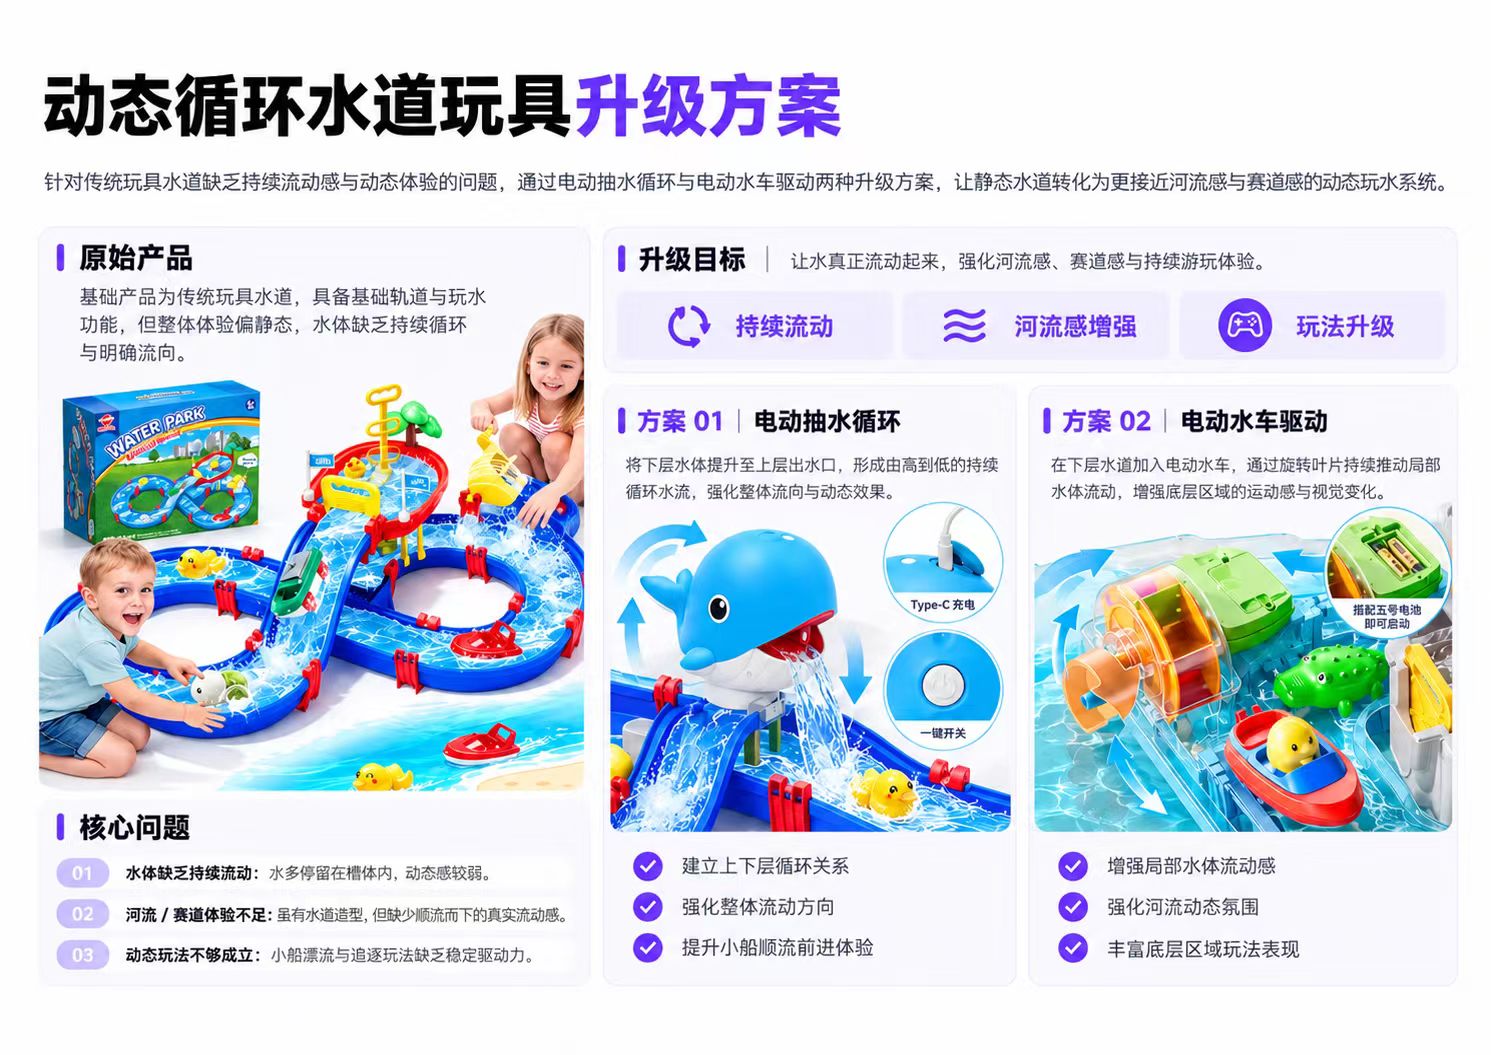 动态循环水道玩具升级方案
针对传统玩具水道缺乏持续流动感与动态体验的问题，通过电动抽水循环与电动水车驱动两种升级方案，让静态水道转化为更接近河流感与赛道感的动态玩水系统。
原始产品
基础产品为传统玩具水道，具备基础轨道与玩水
功能，但整体体验偏静态，水体缺乏持续循环
与明确流向。
WATER PARK
核心问题
01 水体缺乏持续流动：水多停留在槽体内，动态感较弱。
02 河流 / 赛道体验不足：虽有水道造型，但缺少顺流而下的真实流动感。
03 动态玩法不够成立：小船漂流与追逐玩法缺乏稳定驱动力。
升级目标 | 让水真正流动起来，强化河流感、赛道感与持续游玩体验。
持续流动
河流感增强
玩法升级
方案 01 | 电动抽水循环
将下层水体提升至上层出水口，形成由高到低的持续
循环水流，强化整体流向与动态效果。
Type-C 充电
一键开关
建立上下层循环关系
强化整体流动方向
提升小船顺流前进体验
方案 02 | 电动水车驱动
在下层水道加入电动水车，通过旋转叶片持续推动局部
水体流动，增强底层区域的运动感与视觉变化。
搭配五号电池
即可启动
增强局部水体流动感
强化河流动态氛围
丰富底层区域玩法表现